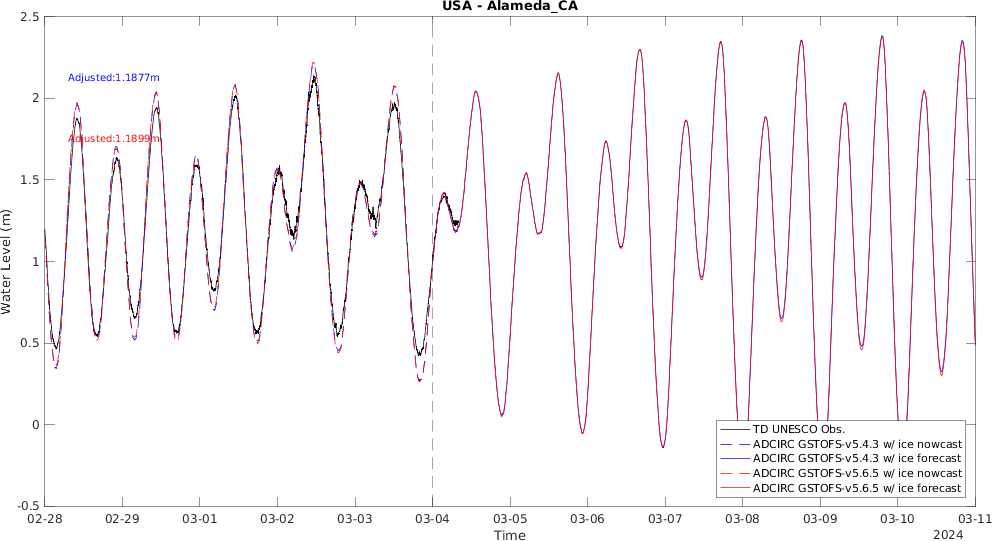 USA - Alameda_CA
2.5
Adjusted:1.1877m
2
Adjusted:1.1899m
1.5
1
0.5
0
-0.5
Water Level (m)
TD UNESCO Obs.
ADCIRC GSTOFS-v5.4.3 w/ ice nowcast
ADCIRC GSTOFS-v5.4.3 w/ ice forecast
ADCIRC GSTOFS-v5.6.5 w/ ice nowcast
ADCIRC GSTOFS-v5.6.5 w/ ice forecast
02-28 02-29 03-01 03-02 03-03 03-04 03-05 03-06 03-07 03-08 03-09 03-10 03-11
Time
2024